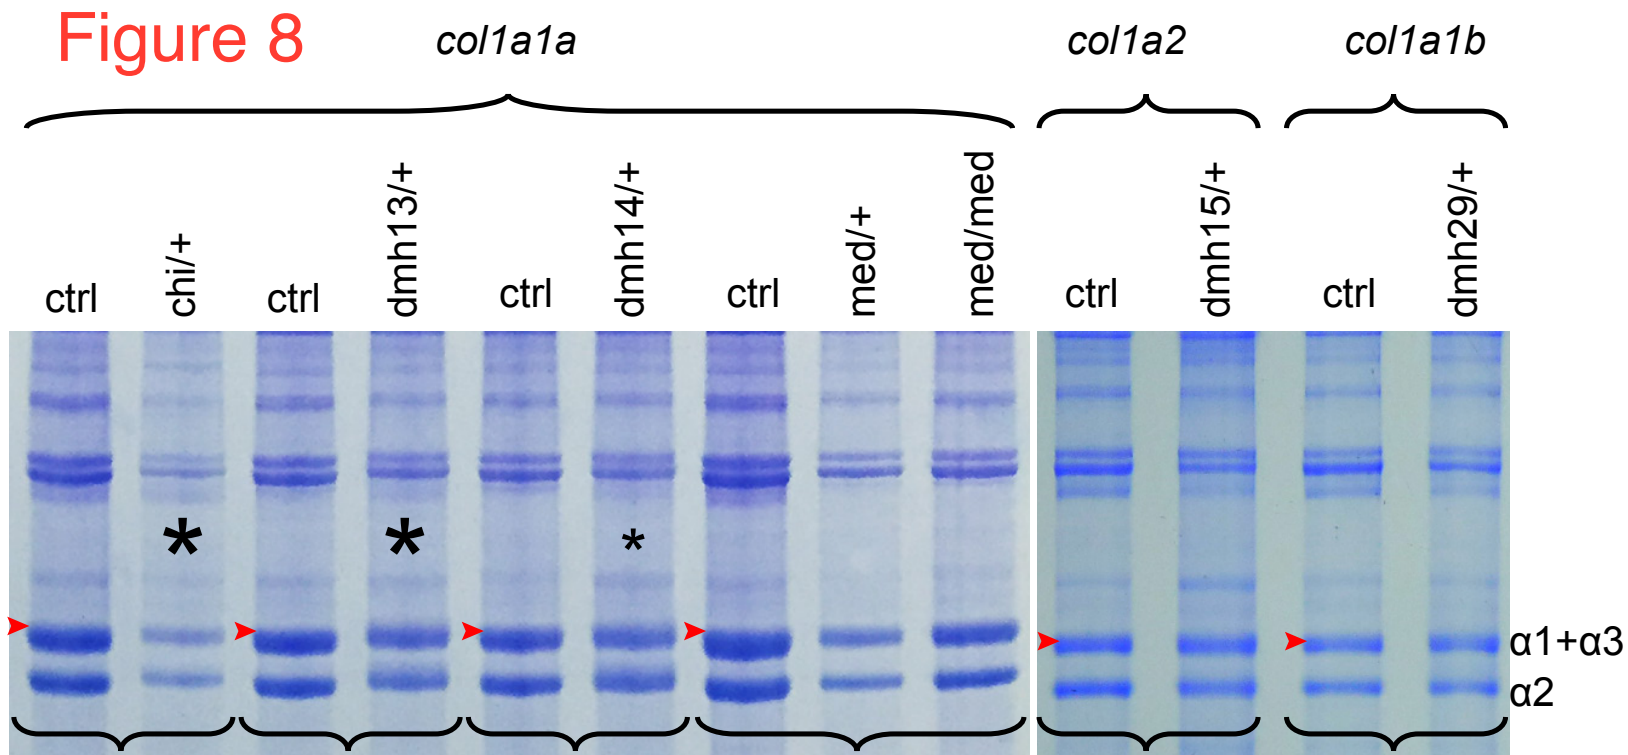 Figure 8
col1a1a
col1a2
col1a1b
ctrl
chi/+
ctrl
dmh13/+
ctrl
dmh14/+
ctrl
med/+
med/med
ctrl
dmh15/+
ctrl
dmh29/+
*
*
*
α1+α3
α2